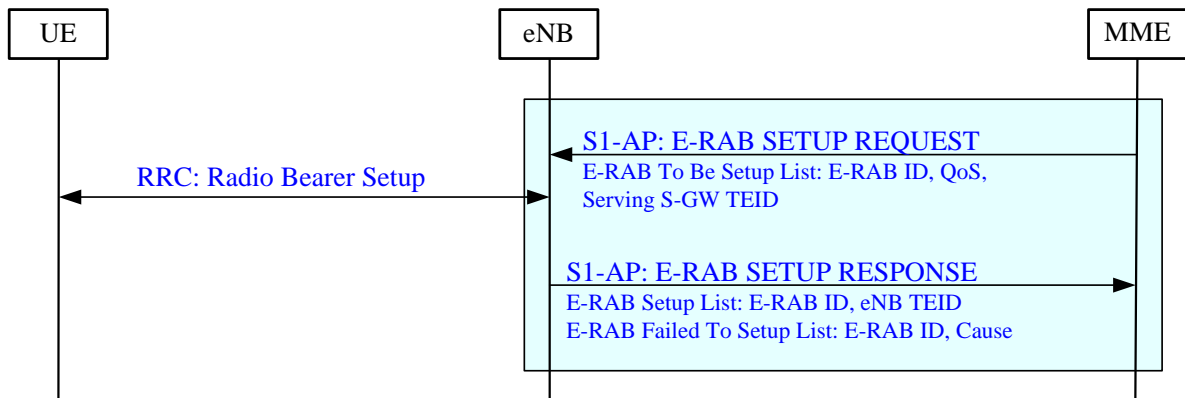 UE
eNB
MME
S1-AP: E-RAB SETUP REQUEST
E-RAB To Be Setup List: E-RAB ID, QoS,
Serving S-GW TEID
RRC: Radio Bearer Setup
S1-AP: E-RAB SETUP RESPONSE
E-RAB Setup List: E-RAB ID, eNB TEID
E-RAB Failed To Setup List: E-RAB ID, Cause